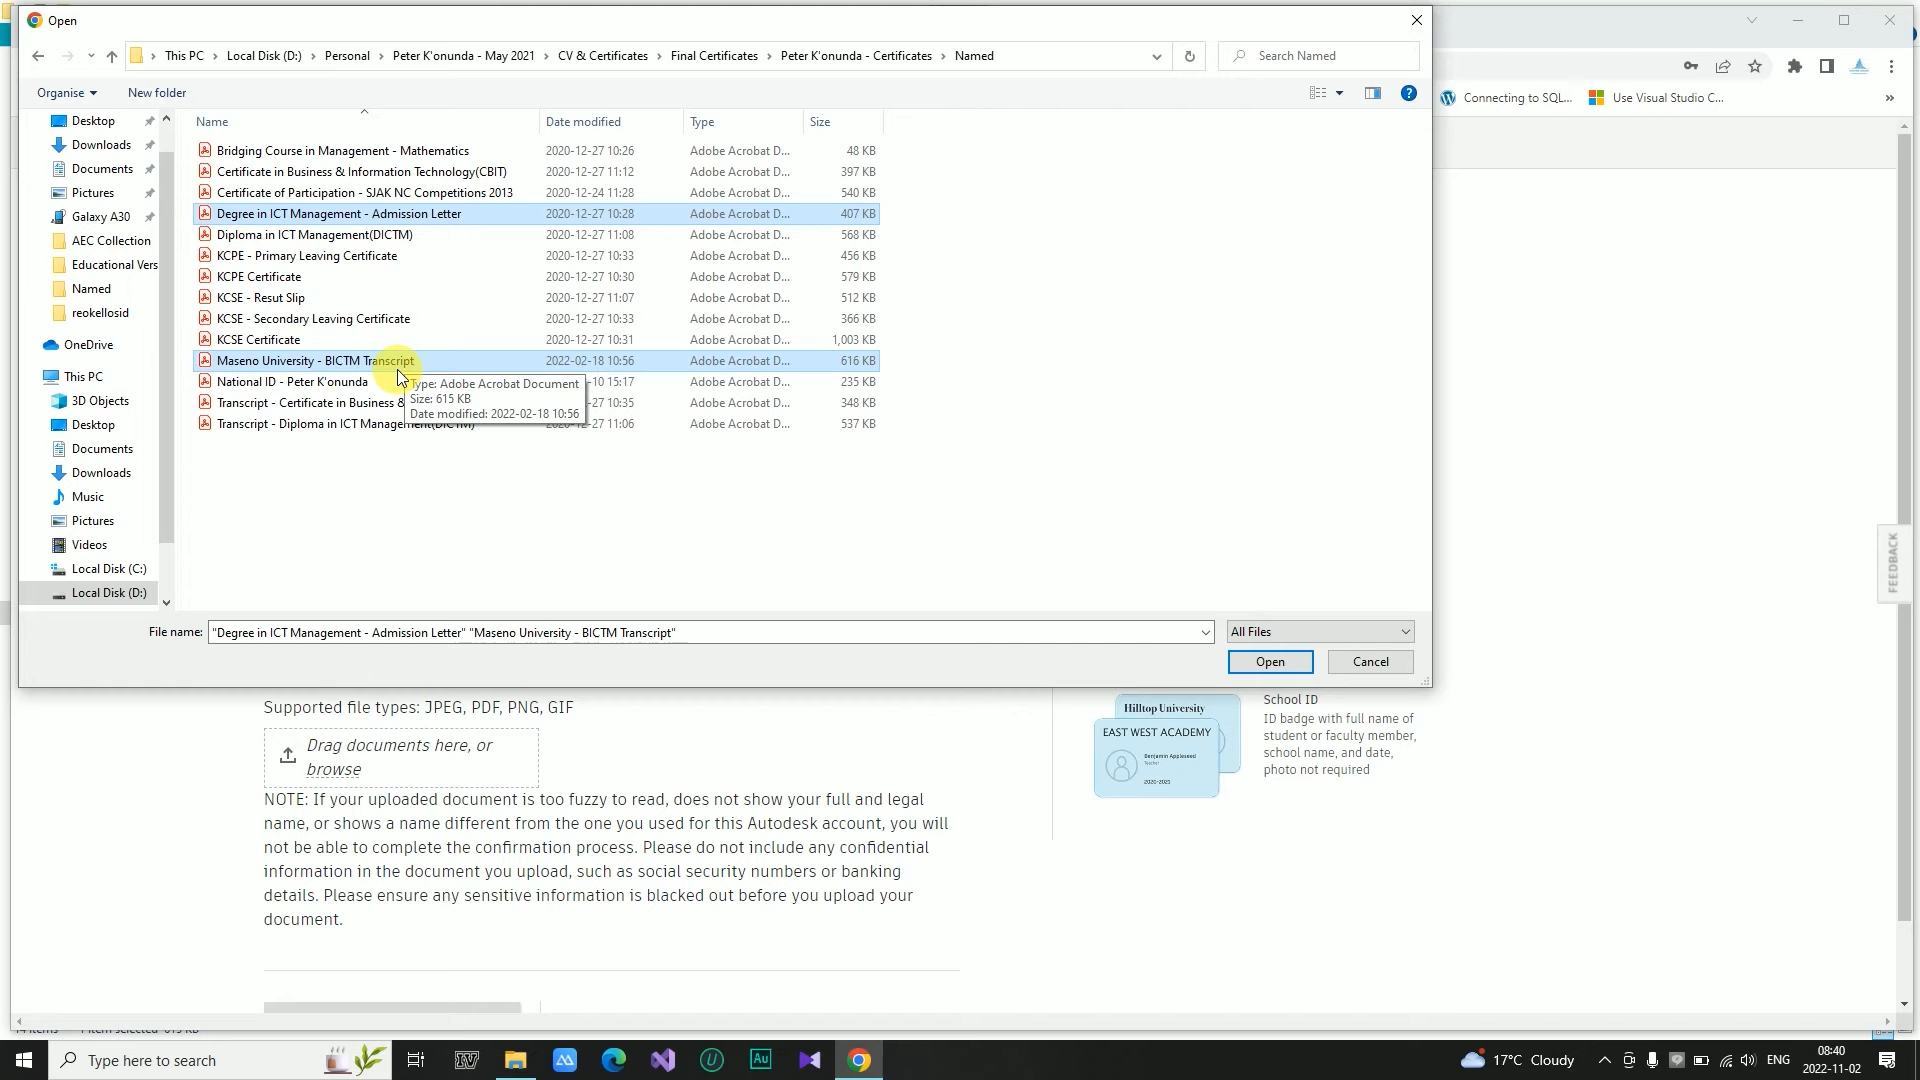 Open
This PC
Local Disk (D:)
Personal
Peter K'onunda - May 2021
CV & Certificates
Final Certificates
Peter K'onunda - Certificates
Named
Search Named
Organise
New folder
Connecting to SQL...
Use Visual Studio C...
»
Desktop
Downloads
Documents
Pictures
Galaxy A30
AEC Collection
Educational Vers
Named
reokellosid
OneDrive
This PC
3D Objects
Desktop
Documents
Downloads
Music
Pictures
Videos
Local Disk (C:)
Local Disk (D:)
Name Date modified Type Size
Bridging Course in Management - Mathematics 2020-12-27 10:26 Adobe Acrobat D... 48 KB
Certificate in Business & Information Technology(CBIT) 2020-12-27 11:12 Adobe Acrobat D... 397 KB
Certificate of Participation - SJAK NC Competitions 2013 2020-12-24 11:28 Adobe Acrobat D... 540 KB
Degree in ICT Management - Admission Letter 2020-12-27 10:28 Adobe Acrobat D... 407 KB
Diploma in ICT Management(DICTM) 2020-12-27 11:08 Adobe Acrobat D... 568 KB
KCPE - Primary Leaving Certificate 2020-12-27 10:33 Adobe Acrobat D... 456 KB
KCPE Certificate 2020-12-27 10:30 Adobe Acrobat D... 579 KB
KCSE - Resut Slip 2020-12-27 11:07 Adobe Acrobat D... 512 KB
KCSE - Secondary Leaving Certificate 2020-12-27 10:33 Adobe Acrobat D... 366 KB
KCSE Certificate 2020-12-27 10:31 Adobe Acrobat D... 1,003 KB
Maseno University - BICTM Transcript 2022-02-18 10:56 Adobe Acrobat D... 616 KB
National ID - Peter K'onunda -10 15:17 Adobe Acrobat D... 235 KB
Transcript - Certificate in Business & -27 10:35 Adobe Acrobat D... 348 KB
Transcript - Diploma in ICT Management(DICTM) 27 11:06 Adobe Acrobat D... 537 KB
Type: Adobe Acrobat Document
Size: 615 KB
Date modified: 2022-02-18 10:56
File name: "Degree in ICT Management - Admission Letter" "Maseno University - BICTM Transcript"
All Files
Open
Cancel
FEEDBACK
Supported file types: JPEG, PDF, PNG, GIF
Drag documents here, or
browse
NOTE: If your uploaded document is too fuzzy to read, does not show your full and legal
name, or shows a name different from the one you used for this Autodesk account, you will
not be able to complete the confirmation process. Please do not include any confidential
information in the document you upload, such as social security numbers or banking
details. Please ensure any sensitive information is blacked out before you upload your
document.
Hilltop University
EAST WEST ACADEMY
Benjamin Appleseed
Teacher
2020-2021
School ID
ID badge with full name of
student or faculty member,
school name, and date,
photo not required
Type here to search
Au
17°C Cloudy
ENG
08:40
2022-11-02